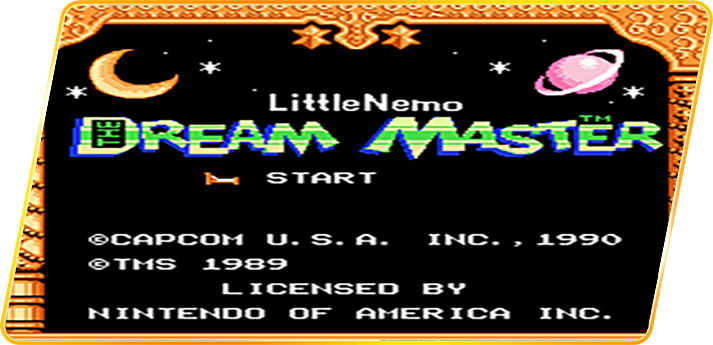 LittleNemo
THE DREAM MASTER™
START
©CAPCOM U.S.A. INC.,1990
©TMS 1989
LICENSED BY
NINTENDO OF AMERICA INC.